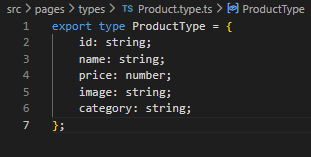 src > pages > types > TS Product.type.ts > ProductType
1 export type ProductType = {
2 id: string;
3 name: string;
4 price: number;
5 image: string;
6 category: string;
7 };